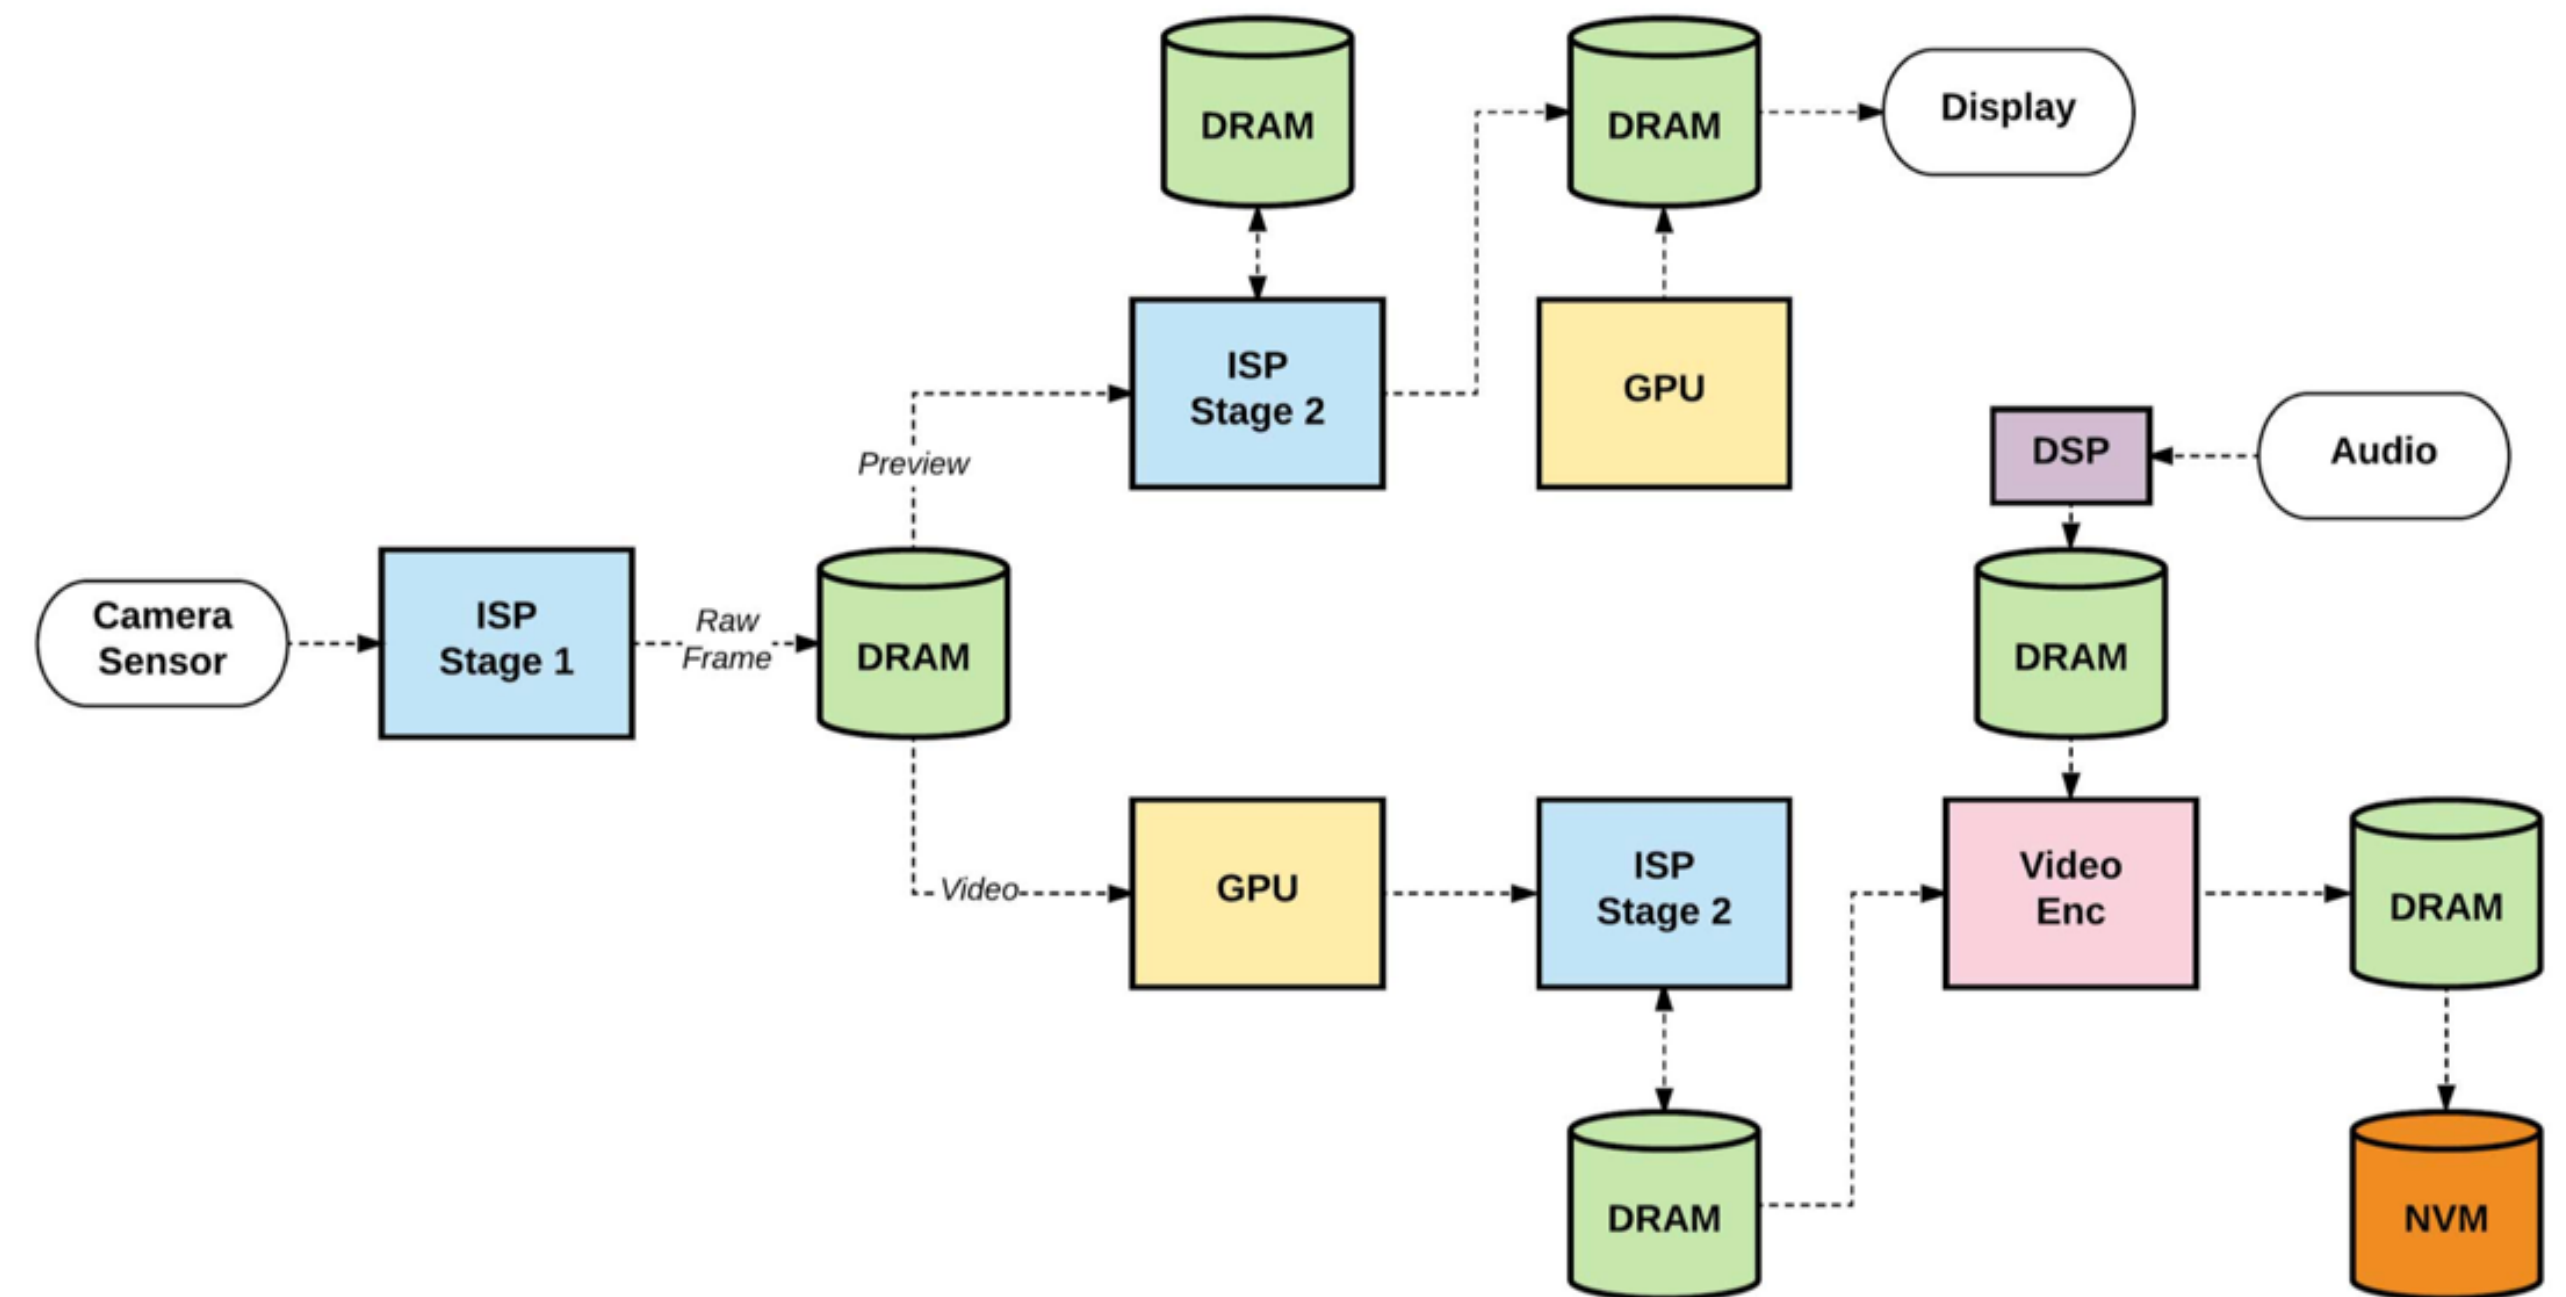 DRAM
DRAM
Display
ISP
Stage 2
GPU
DSP
Audio
Preview
Camera
Sensor
ISP
Stage 1
Raw
Frame
DRAM
DRAM
Video
GPU
ISP
Stage 2
Video
Enc
DRAM
DRAM
NVM